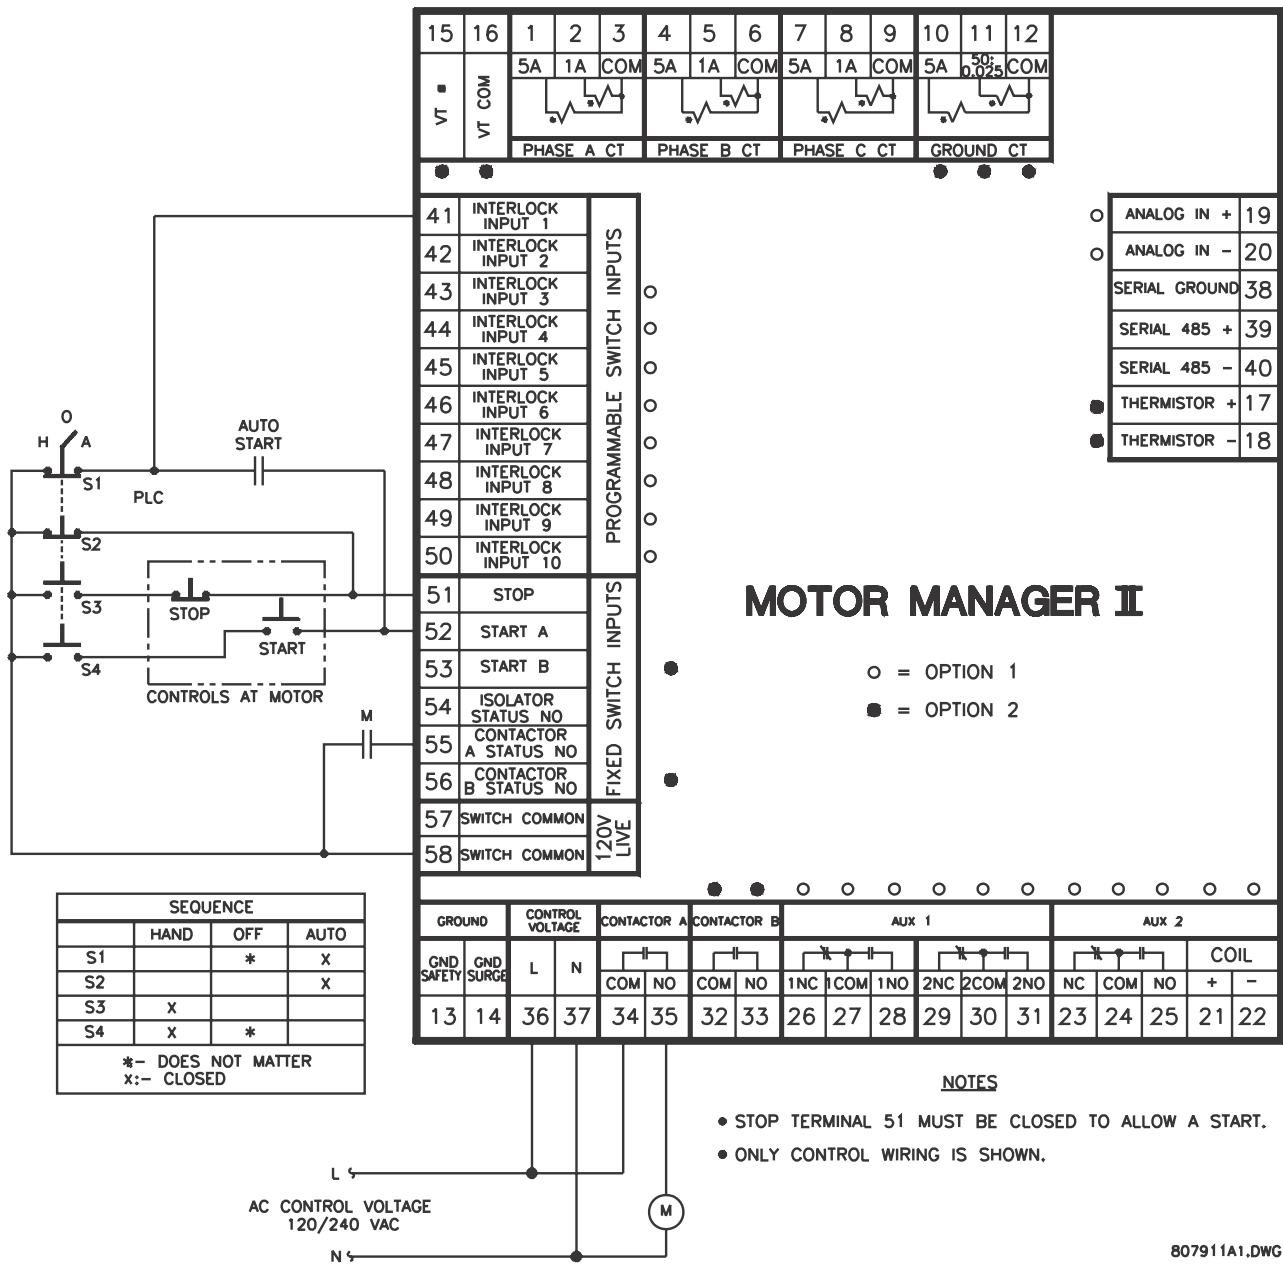 15 16 1 2 3 4 5 6 7 8 9 10 11 12
VT VT COM 5A 1A COM 5A 1A COM 5A 1A COM 5A 50:0.025 COM
PHASE A CT PHASE B CT PHASE C CT GROUND CT
41 INTERLOCK INPUT 1
42 INTERLOCK INPUT 2
43 INTERLOCK INPUT 3
44 INTERLOCK INPUT 4
45 INTERLOCK INPUT 5
46 INTERLOCK INPUT 6
47 INTERLOCK INPUT 7
48 INTERLOCK INPUT 8
49 INTERLOCK INPUT 9
50 INTERLOCK INPUT 10
PROGRAMMABLE SWITCH INPUTS
51 STOP
52 START A
53 START B
54 ISOLATOR STATUS NO
55 CONTACTOR A STATUS NO
56 CONTACTOR B STATUS NO
FIXED SWITCH INPUTS
57 SWITCH COMMON
58 SWITCH COMMON
120V LIVE
ANALOG IN + 19
ANALOG IN - 20
SERIAL GROUND 38
SERIAL 485 + 39
SERIAL 485 - 40
THERMISTOR + 17
THERMISTOR - 18
O
H A
S1
PLC
AUTO
START
S2
S3
STOP
START
S4
CONTROLS AT MOTOR
M
MOTOR MANAGER II
○ = OPTION 1
● = OPTION 2
SEQUENCE
HAND OFF AUTO
S1 * X
S2 X
S3 X
S4 X *
*- DOES NOT MATTER
X:- CLOSED
GROUND CONTROL VOLTAGE CONTACTOR A CONTACTOR B AUX 1 AUX 2
GND SAFETY GND SURGE L N COM NO COM NO 1NC 1COM 1NO 2NC 2COM 2NO NC COM NO COIL + -
13 14 36 37 34 35 32 33 26 27 28 29 30 31 23 24 25 21 22
NOTES
● STOP TERMINAL 51 MUST BE CLOSED TO ALLOW A START.
● ONLY CONTROL WIRING IS SHOWN.
L
AC CONTROL VOLTAGE
120/240 VAC
N
M
807911A1.DWG